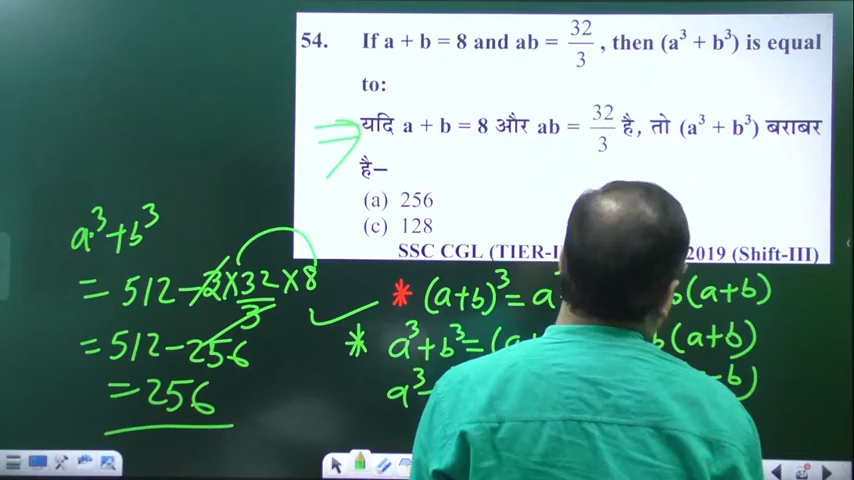 54. If a + b = 8 and ab = 32/3, then (a³ + b³) is equal
to:
यदि a + b = 8 और ab = 32/3 है, तो (a³ + b³) बराबर
है–
(a) 256
(c) 128
SSC CGL (TIER-I 2019 (Shift-III)
a³+b³
= 512 - 3×32/3×8
= 512 - 256
= 256
* (a+b)³ = a³ b(a+b)
* a³+b³ = (a+ b(a+b)
a³- b)